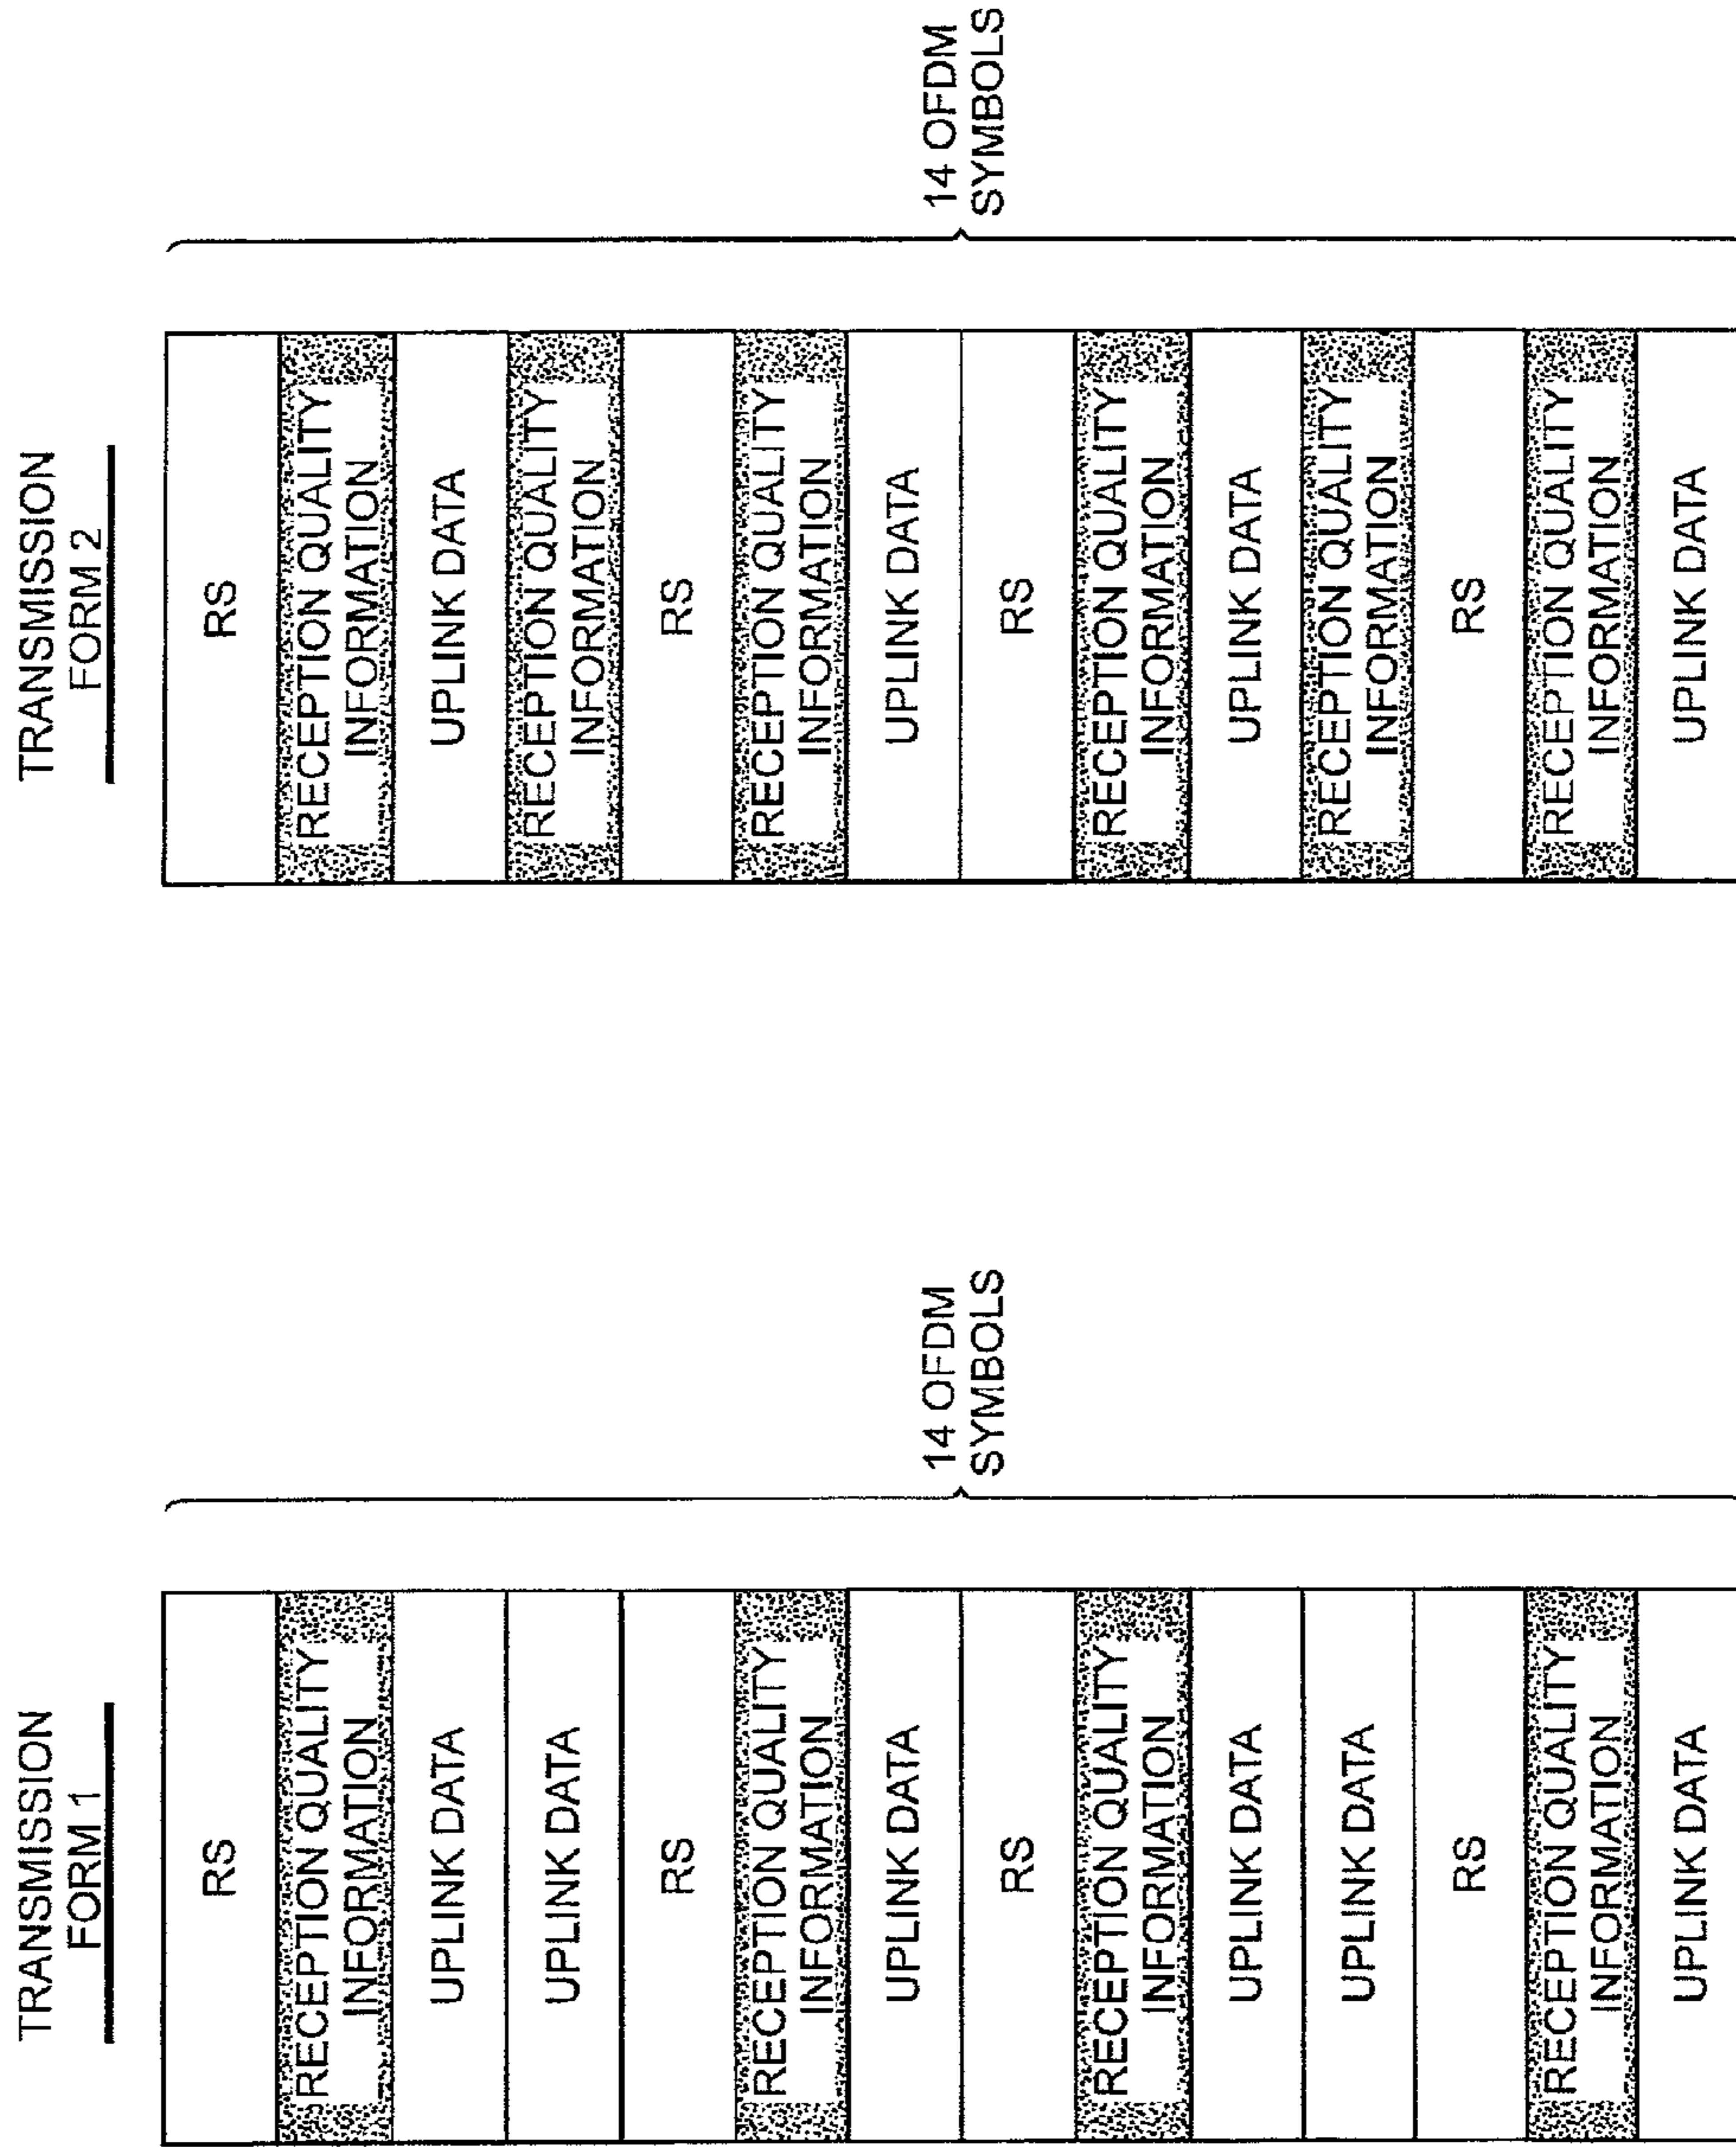 TRANSMISSION
FORM 1
RS
RECEPTION QUALITY
INFORMATION
UPLINK DATA
UPLINK DATA
RS
RECEPTION QUALITY
INFORMATION
UPLINK DATA
RS
RECEPTION QUALITY
INFORMATION
UPLINK DATA
UPLINK DATA
RS
RECEPTION QUALITY
INFORMATION
UPLINK DATA
14 OFDM
SYMBOLS
TRANSMISSION
FORM 2
RS
RECEPTION QUALITY
INFORMATION
UPLINK DATA
RECEPTION QUALITY
INFORMATION
RS
RECEPTION QUALITY
INFORMATION
UPLINK DATA
RS
RECEPTION QUALITY
INFORMATION
UPLINK DATA
RECEPTION QUALITY
INFORMATION
RS
RECEPTION QUALITY
INFORMATION
UPLINK DATA
14 OFDM
SYMBOLS